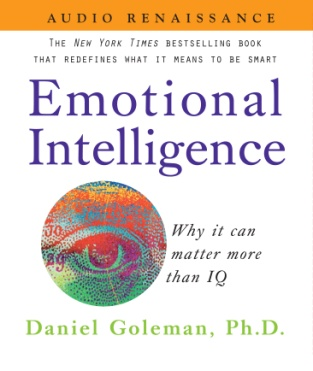 AUDIO RENAISSANCE
THE NEW YORK TIMES BESTSELLING BOOK
THAT REDEFINES WHAT IT MEANS TO BE SMART
Emotional
Intelligence
Why it can
matter more
than IQ
Daniel Goleman, Ph.D.